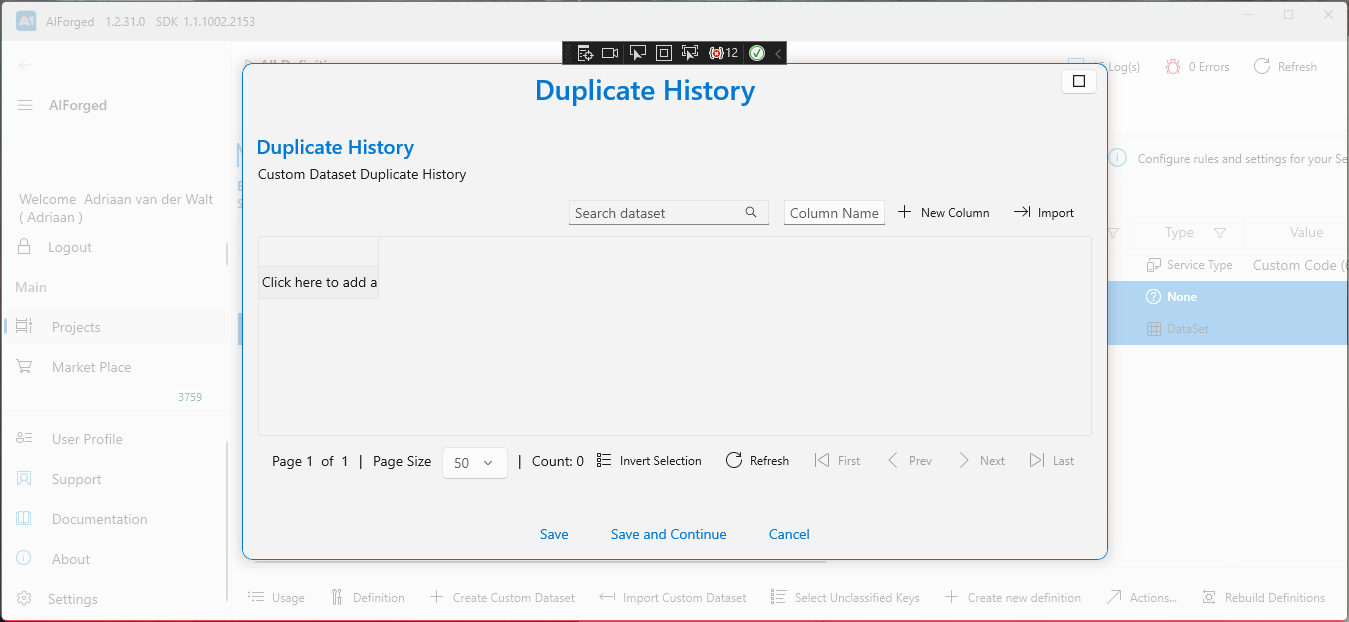 AI AIForged 1.2.31.0 SDK 1.1.1002.2153
12
All Definiti
Log(s) 0 Errors Refresh
AIForged
Duplicate History
Duplicate History
Custom Dataset Duplicate History
Configure rules and settings for your Se
Welcome Adriaan van der Walt
( Adriaan )
Logout
Search dataset Column Name New Column Import
Type Value
Main
Click here to add a
Service Type Custom Code (6
None
Projects
DataSet
Market Place
3759
User Profile
Page 1 of 1 | Page Size 50 | Count: 0 Invert Selection Refresh First Prev Next Last
Support
Documentation
Save Save and Continue Cancel
About
Settings
Usage Definition Create Custom Dataset Import Custom Dataset Select Unclassified Keys Create new definition Actions... Rebuild Definitions